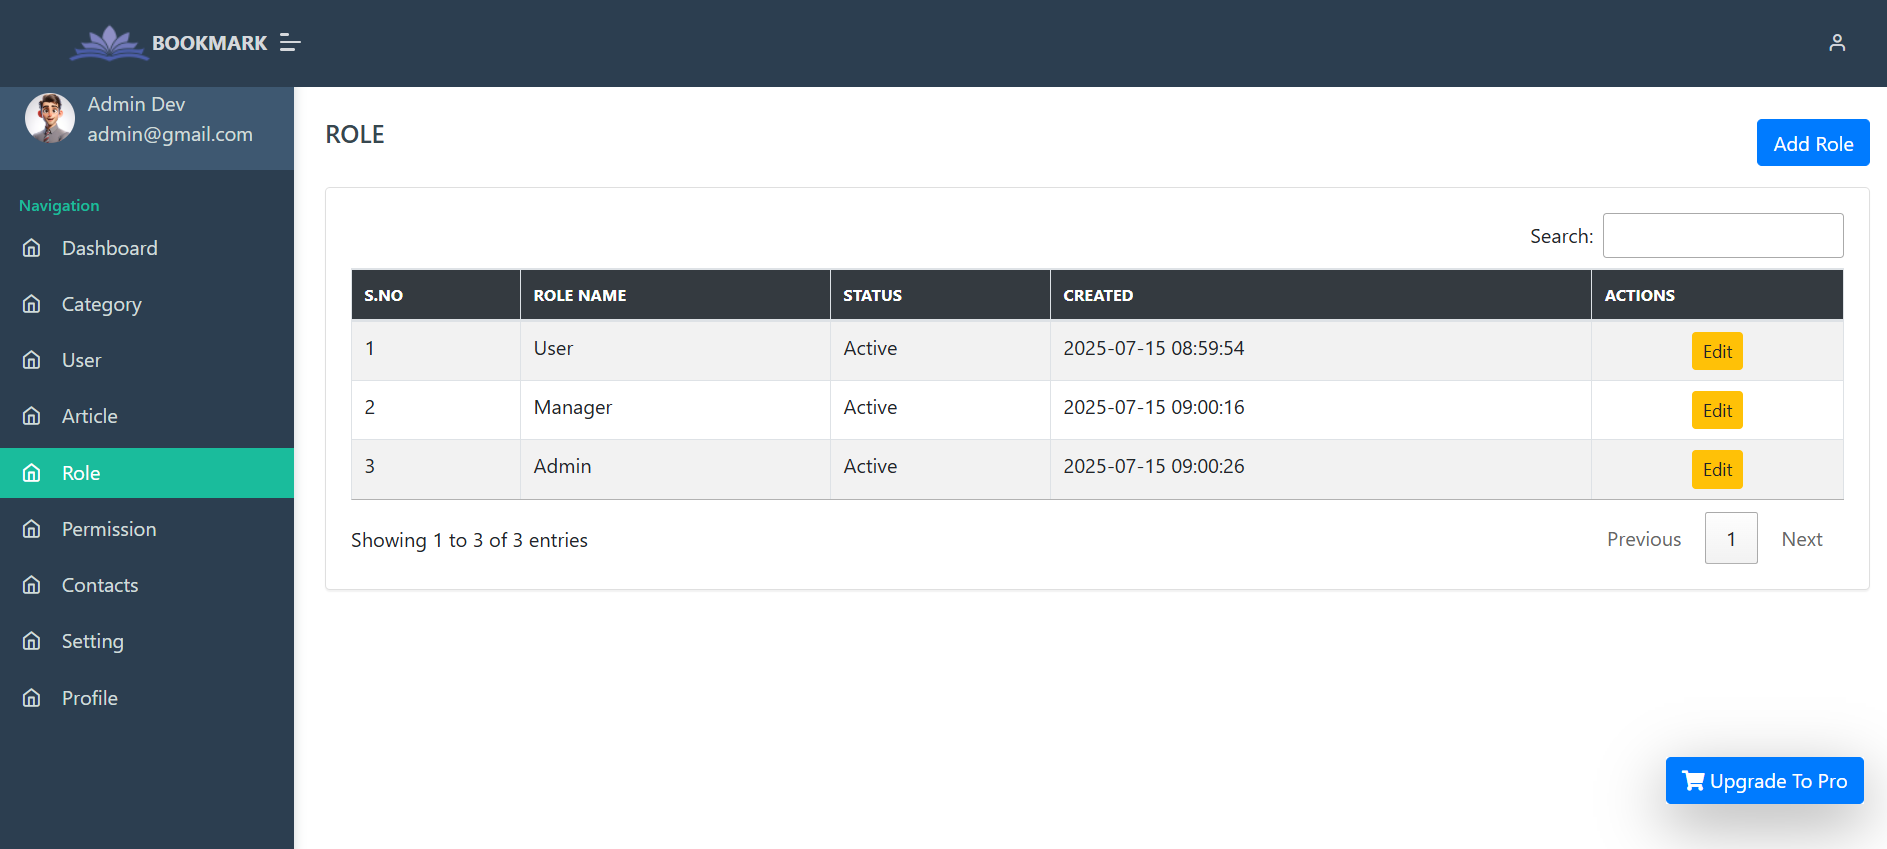 BOOKMARK
Admin Dev
admin@gmail.com
Navigation
Dashboard
Category
User
Article
Role
Permission
Contacts
Setting
Profile
ROLE
Add Role
Search:
S.NO ROLE NAME STATUS CREATED ACTIONS
1 User Active 2025-07-15 08:59:54 Edit
2 Manager Active 2025-07-15 09:00:16 Edit
3 Admin Active 2025-07-15 09:00:26 Edit
Showing 1 to 3 of 3 entries
Previous 1 Next
Upgrade To Pro